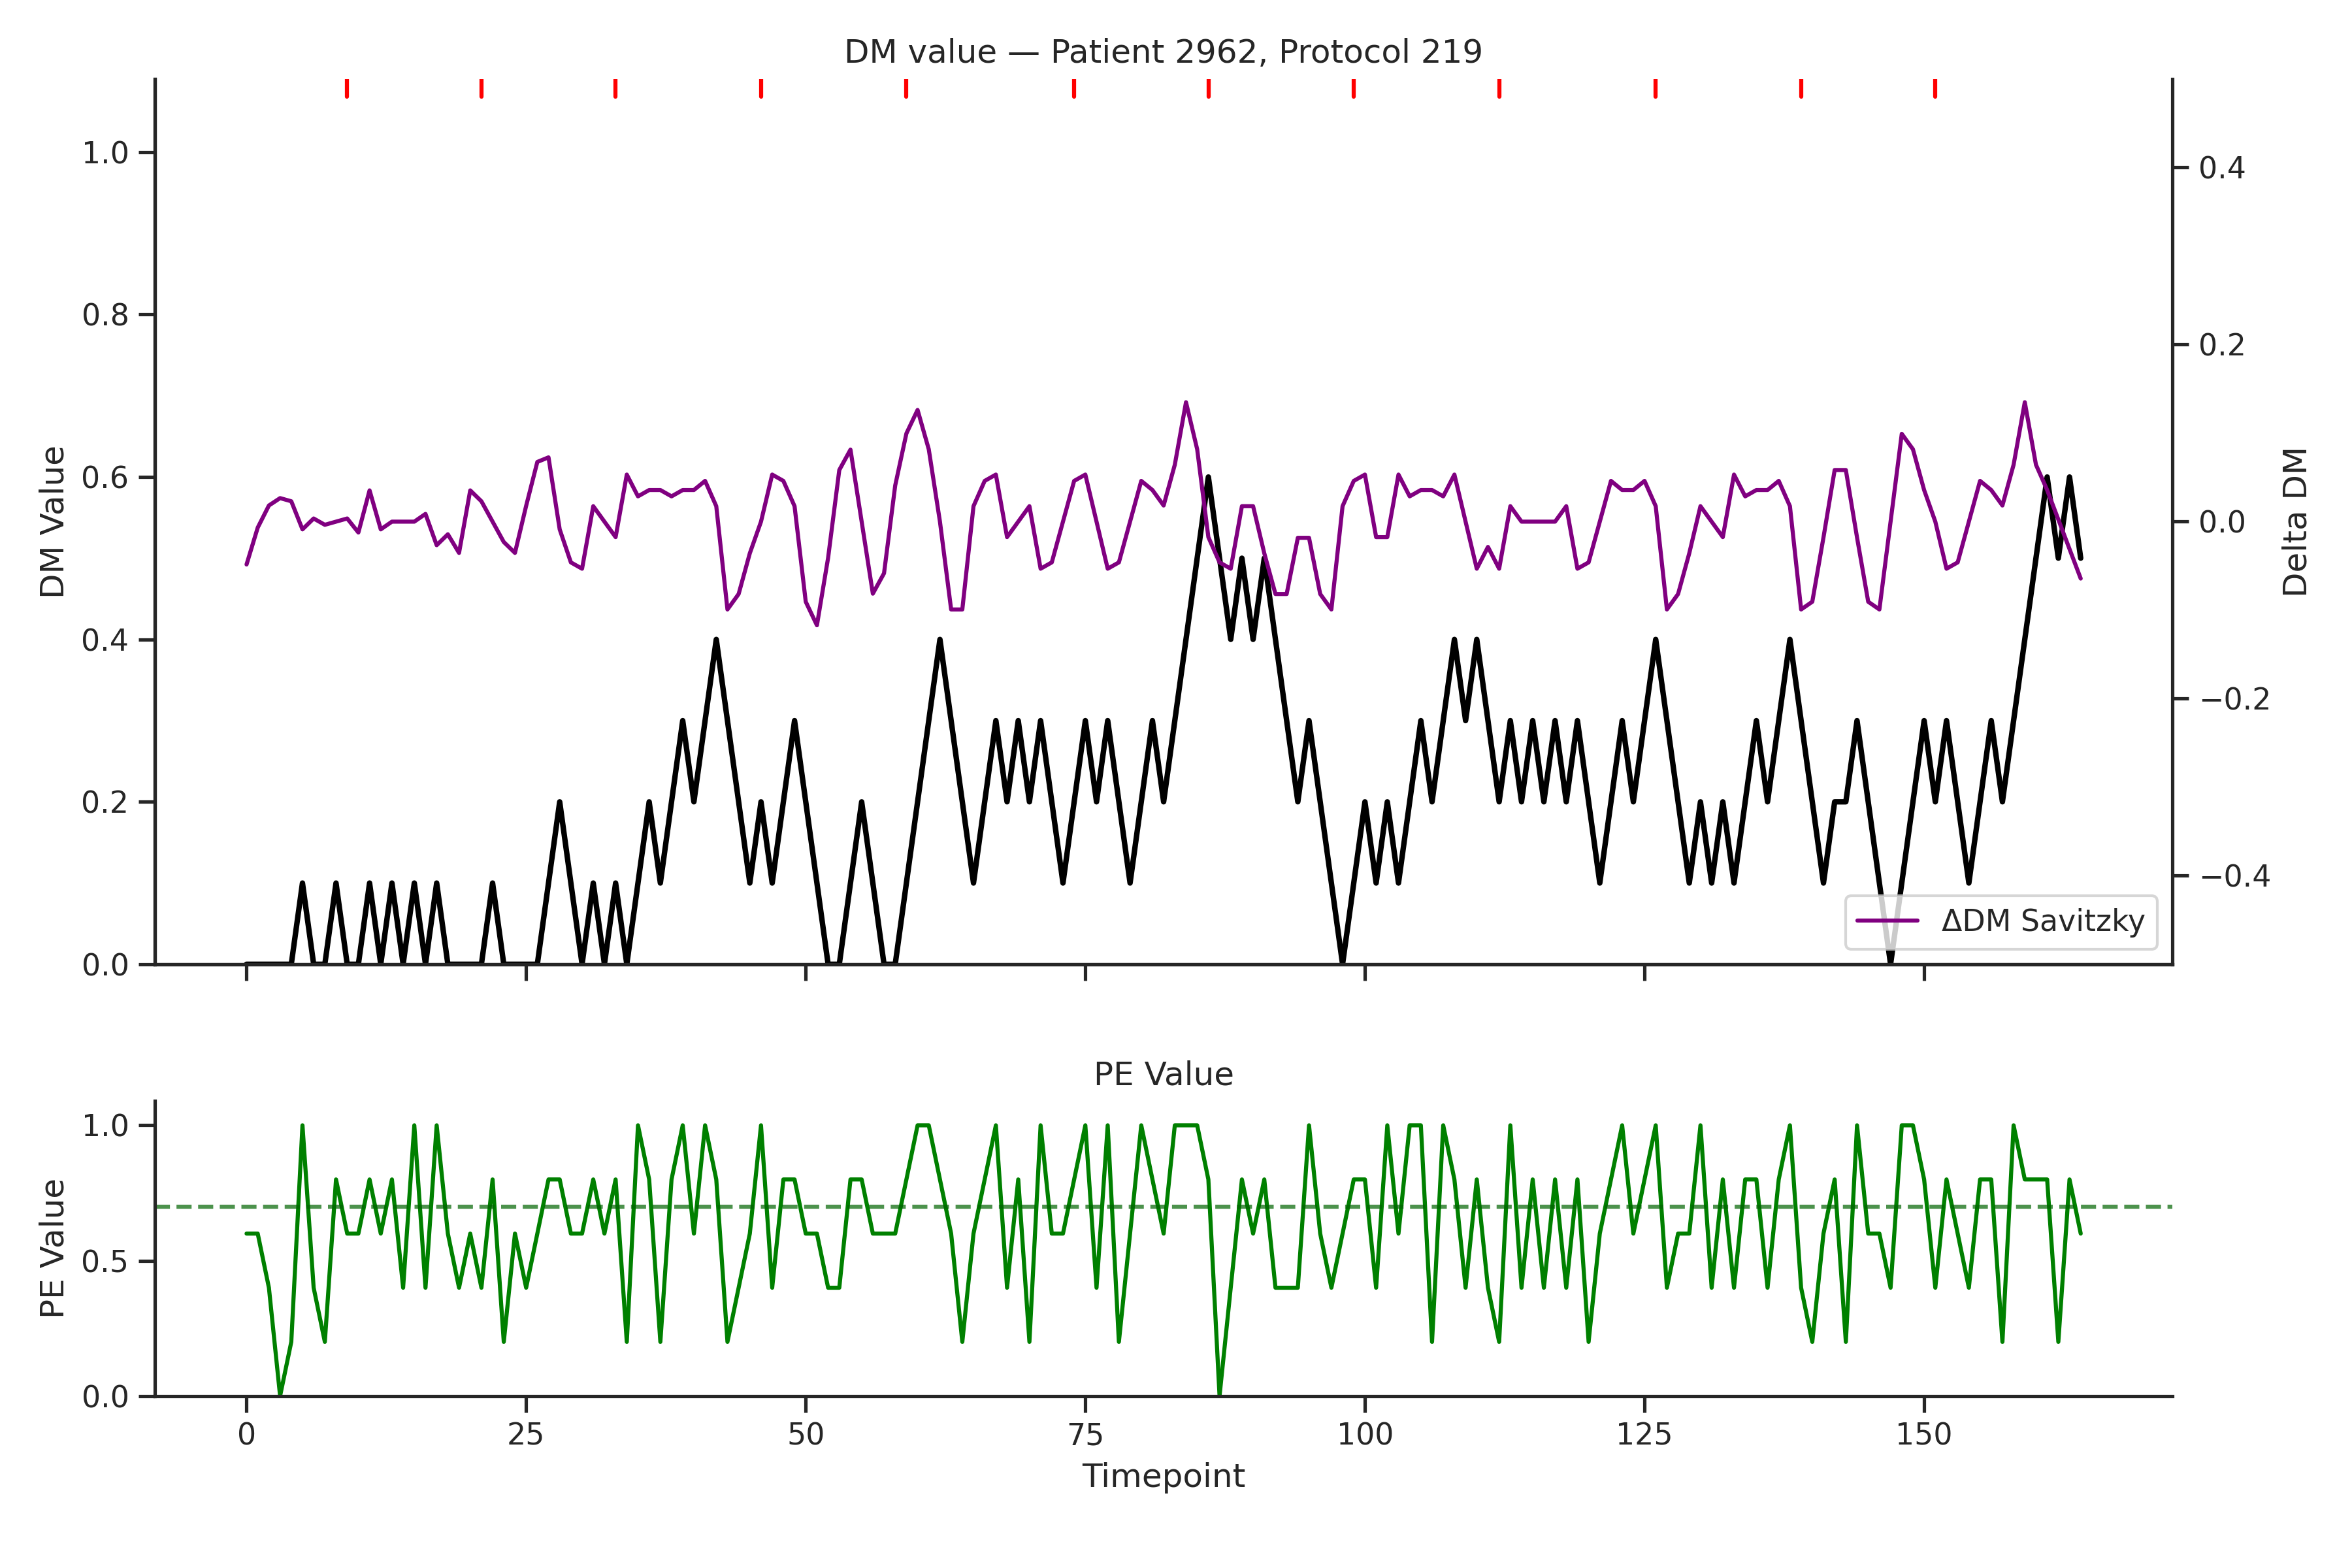 DM value — Patient 2962, Protocol 219
1.0
0.8
0.6
0.4
0.2
0.0
DM Value
0.4
0.2
0.0
−0.2
−0.4
Delta DM
ΔDM Savitzky
PE Value
1.0
0.5
0.0
PE Value
0 25 50 75 100 125 150
Timepoint